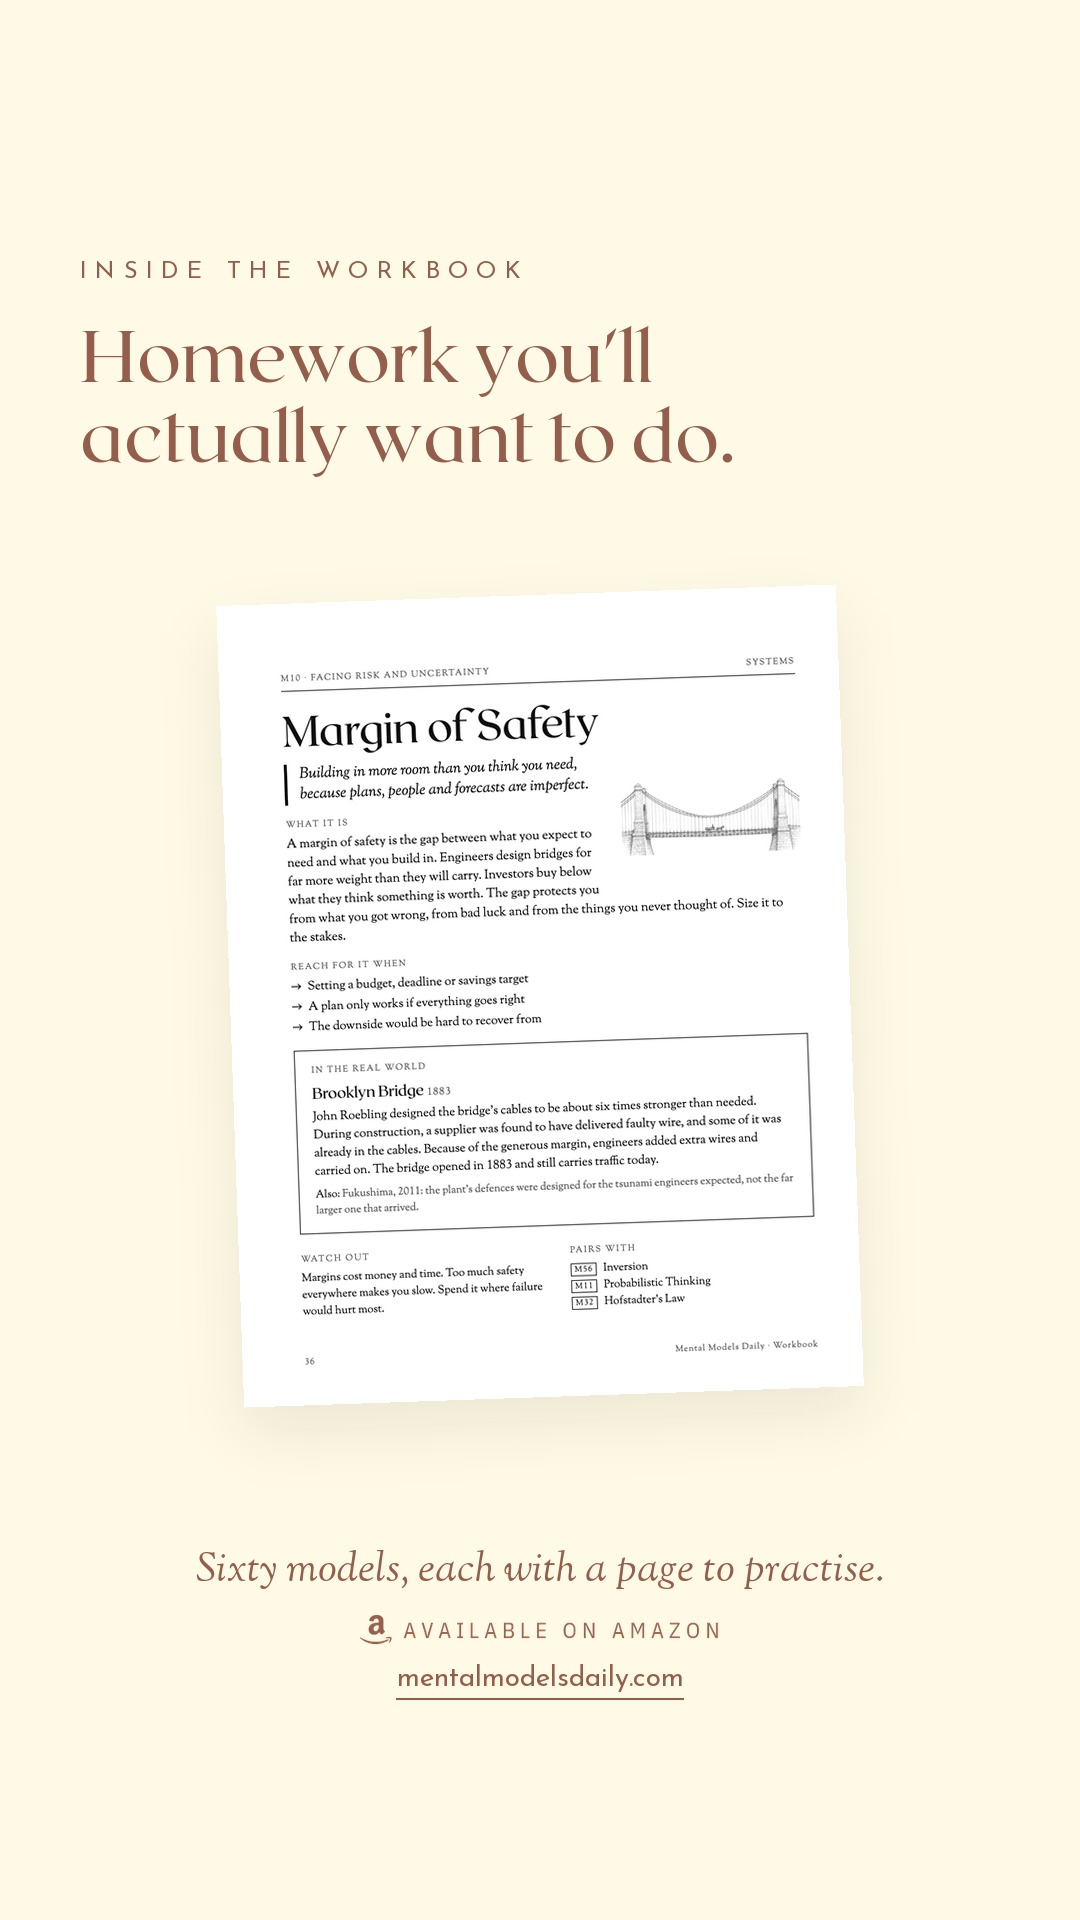 INSIDE THE WORKBOOK
Homework you'll
actually want to do.
M10 · FACING RISK AND UNCERTAINTY
SYSTEMS
Margin of Safety
Building in more room than you think you need,
because plans, people and forecasts are imperfect.
WHAT IT IS
A margin of safety is the gap between what you expect to
need and what you build in. Engineers design bridges for
far more weight than they will carry. Investors buy below
what they think something is worth. The gap protects you
from what you got wrong, from bad luck and from the things you never thought of. Size it to
the stakes.
REACH FOR IT WHEN
→ Setting a budget, deadline or savings target
→ A plan only works if everything goes right
→ The downside would be hard to recover from
IN THE REAL WORLD
Brooklyn Bridge 1883
John Roebling designed the bridge's cables to be about six times stronger than needed.
During construction, a supplier was found to have delivered faulty wire, and some of it was
already in the cables. Because of the generous margin, engineers added extra wires and
carried on. The bridge opened in 1883 and still carries traffic today.
Also: Fukushima, 2011: the plant's defences were designed for the tsunami engineers expected, not the far
larger one that arrived.
WATCH OUT
Margins cost money and time. Too much safety
everywhere makes you slow. Spend it where failure
would hurt most.
PAIRS WITH
M56 Inversion
M11 Probabilistic Thinking
M32 Hofstadter's Law
36
Mental Models Daily · Workbook
Sixty models, each with a page to practise.
a AVAILABLE ON AMAZON
mentalmodelsdaily.com